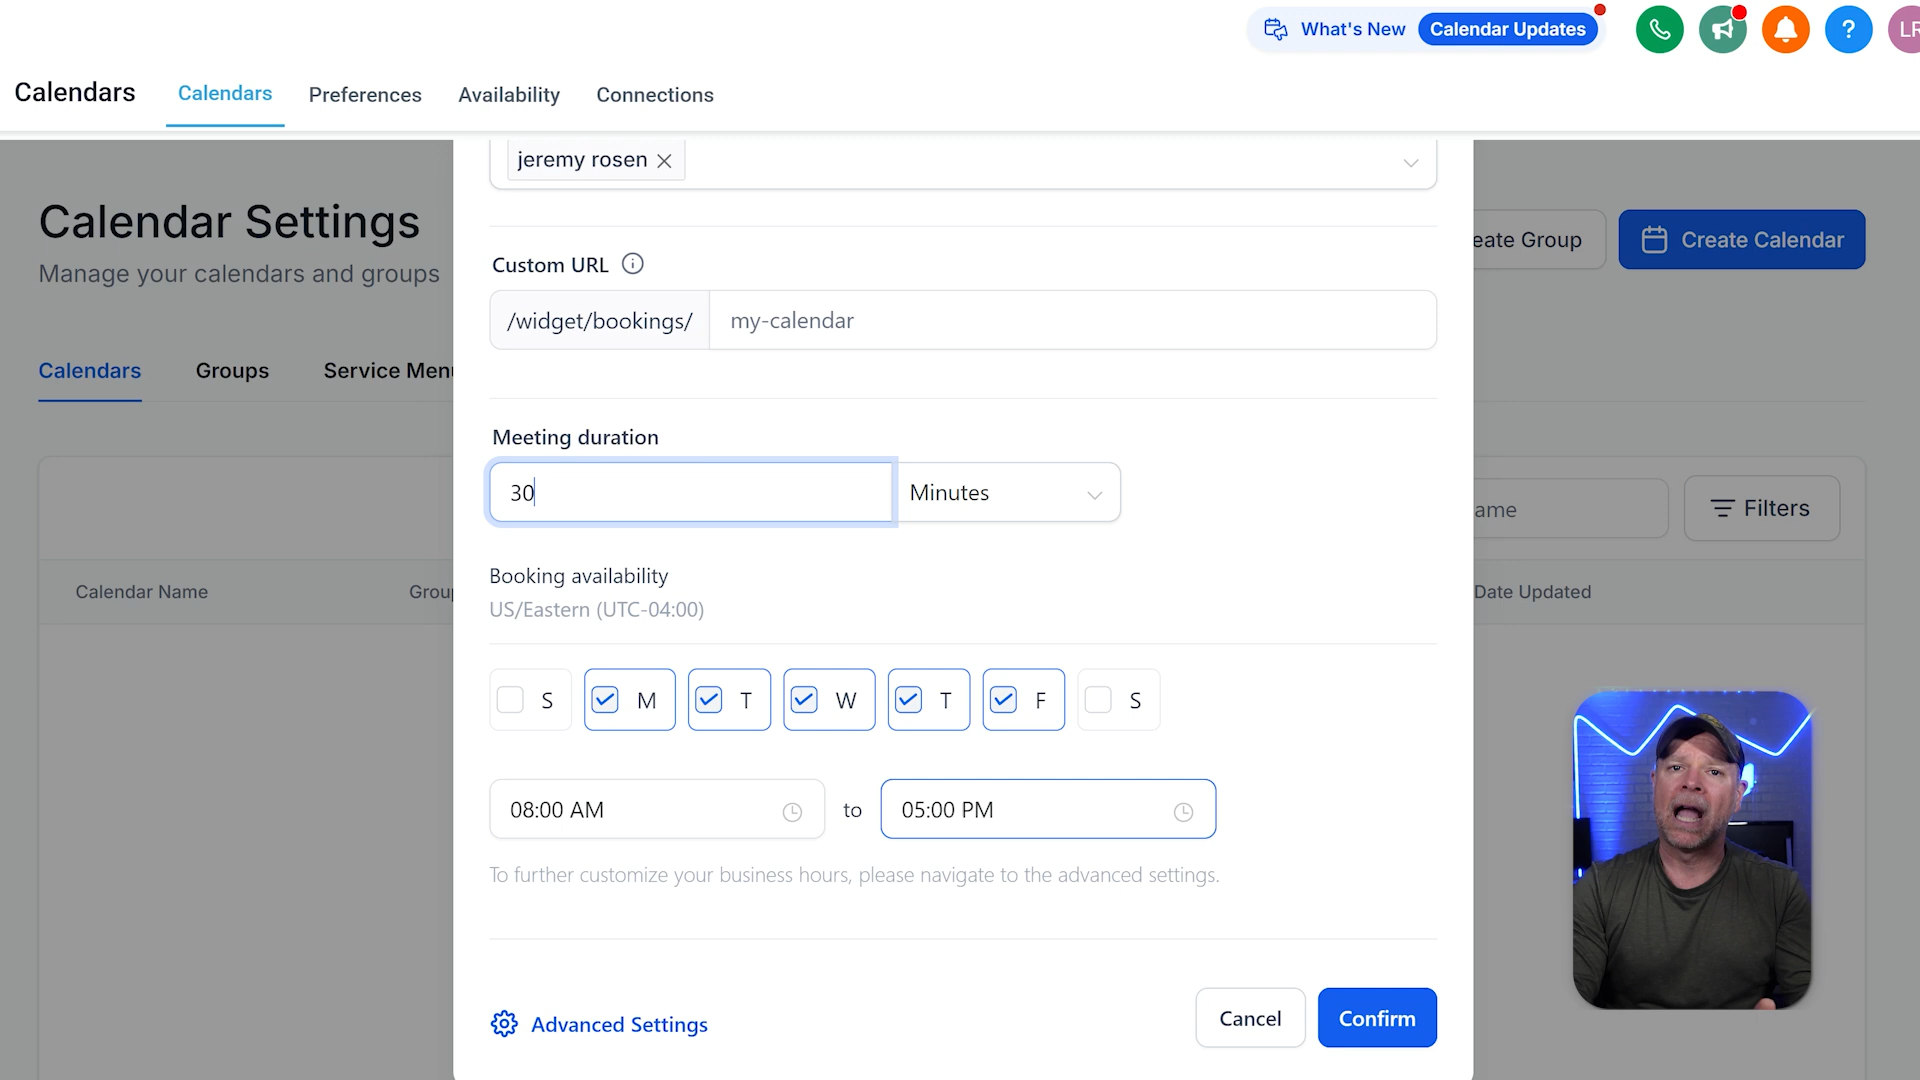 What's New Calendar Updates
? LR
Calendars Calendars Preferences Availability Connections
jeremy rosen
Calendar Settings
Manage your calendars and groups
eate Group Create Calendar
Custom URL
/widget/bookings/ my-calendar
Calendars Groups Service Menu
Meeting duration
30 Minutes
ame Filters
Booking availability
US/Eastern (UTC-04:00)
Calendar Name Group Date Updated
S M T W T F S
08:00 AM to 05:00 PM
To further customize your business hours, please navigate to the advanced settings.
Advanced Settings Cancel Confirm